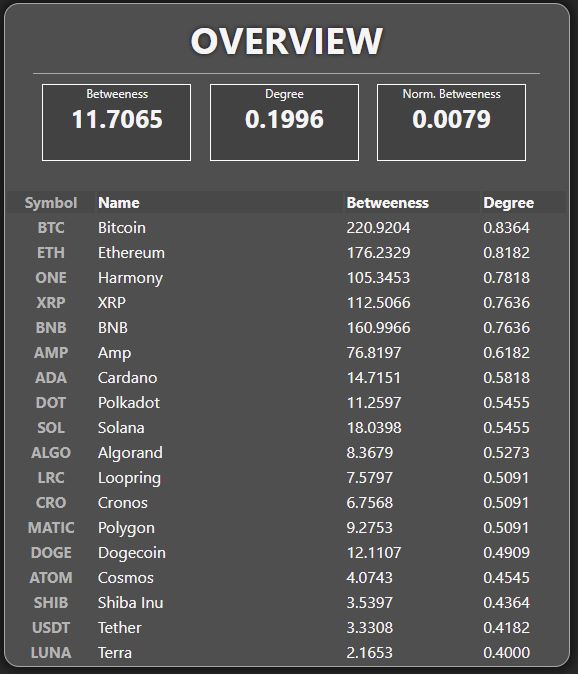 OVERVIEW
Betweeness Degree Norm. Betweeness
11.7065 0.1996 0.0079
Symbol Name Betweeness Degree
BTC Bitcoin 220.9204 0.8364
ETH Ethereum 176.2329 0.8182
ONE Harmony 105.3453 0.7818
XRP XRP 112.5066 0.7636
BNB BNB 160.9966 0.7636
AMP Amp 76.8197 0.6182
ADA Cardano 14.7151 0.5818
DOT Polkadot 11.2597 0.5455
SOL Solana 18.0398 0.5455
ALGO Algorand 8.3679 0.5273
LRC Loopring 7.5797 0.5091
CRO Cronos 6.7568 0.5091
MATIC Polygon 9.2753 0.5091
DOGE Dogecoin 12.1107 0.4909
ATOM Cosmos 4.0743 0.4545
SHIB Shiba Inu 3.5397 0.4364
USDT Tether 3.3308 0.4182
LUNA Terra 2.1653 0.4000